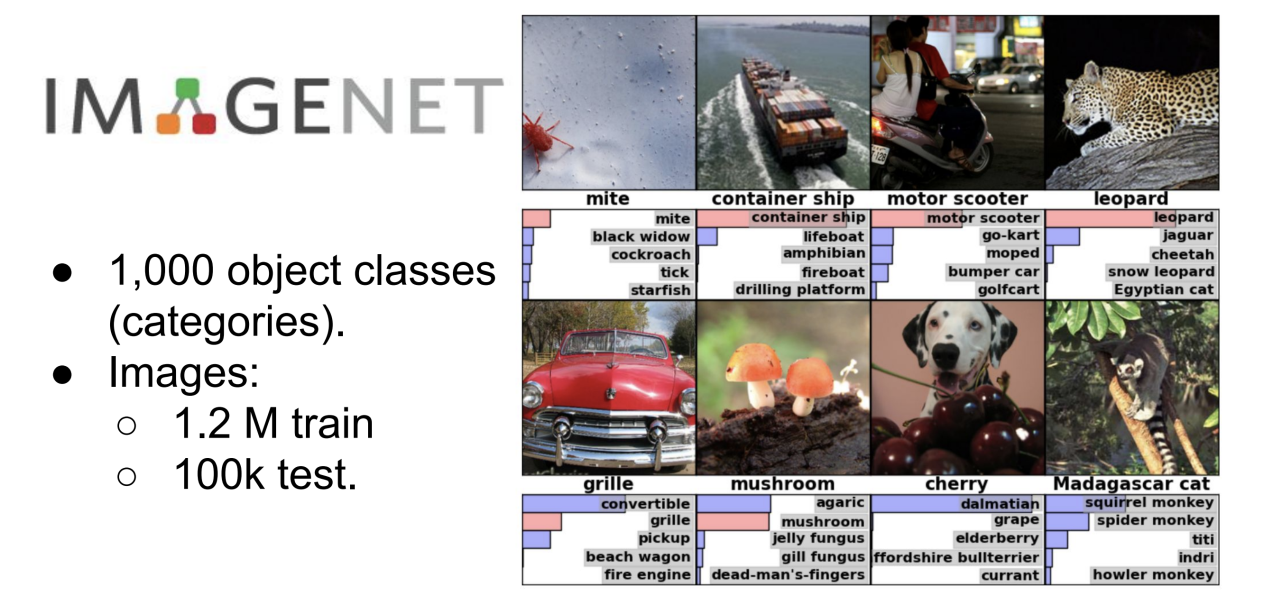 IMAGENET
● 1,000 object classes
(categories).
● Images:
○ 1.2 M train
○ 100k test.
mite
container ship
motor scooter
leopard
mite
black widow
cockroach
tick
starfish
container ship
lifeboat
amphibian
fireboat
drilling platform
motor scooter
go-kart
moped
bumper car
golfcart
leopard
jaguar
cheetah
snow leopard
Egyptian cat
grille
mushroom
cherry
Madagascar cat
convertible
grille
pickup
beach wagon
fire engine
agaric
mushroom
jelly fungus
gill fungus
dead-man's-fingers
dalmatian
grape
elderberry
ffordshire bullterrier
currant
squirrel monkey
spider monkey
titi
indri
howler monkey